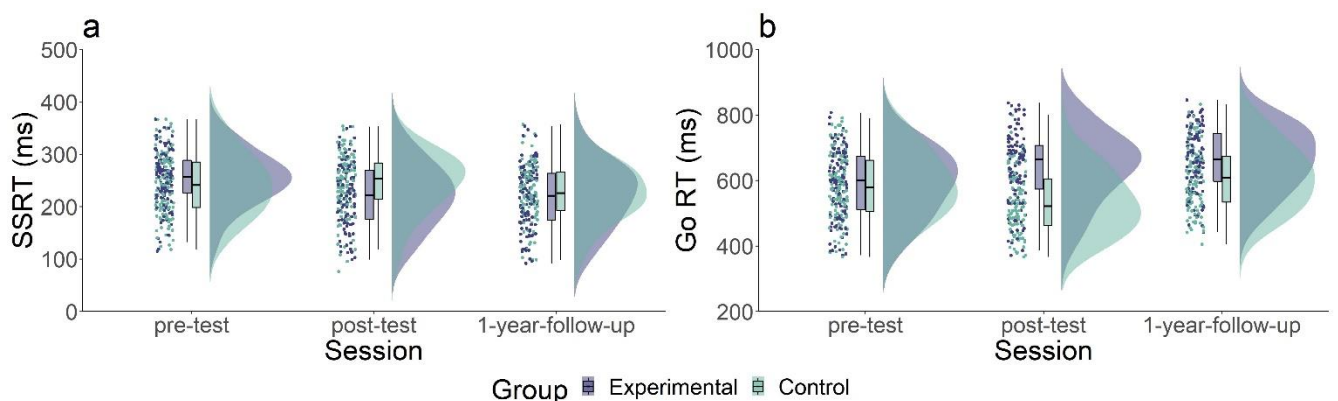 a
500
400
300
200
100
0
SSRT (ms)
pre-test
post-test
1-year-follow-up
Session
b
1000
800
600
400
200
Go RT (ms)
pre-test
post-test
1-year-follow-up
Session
Group Experimental Control